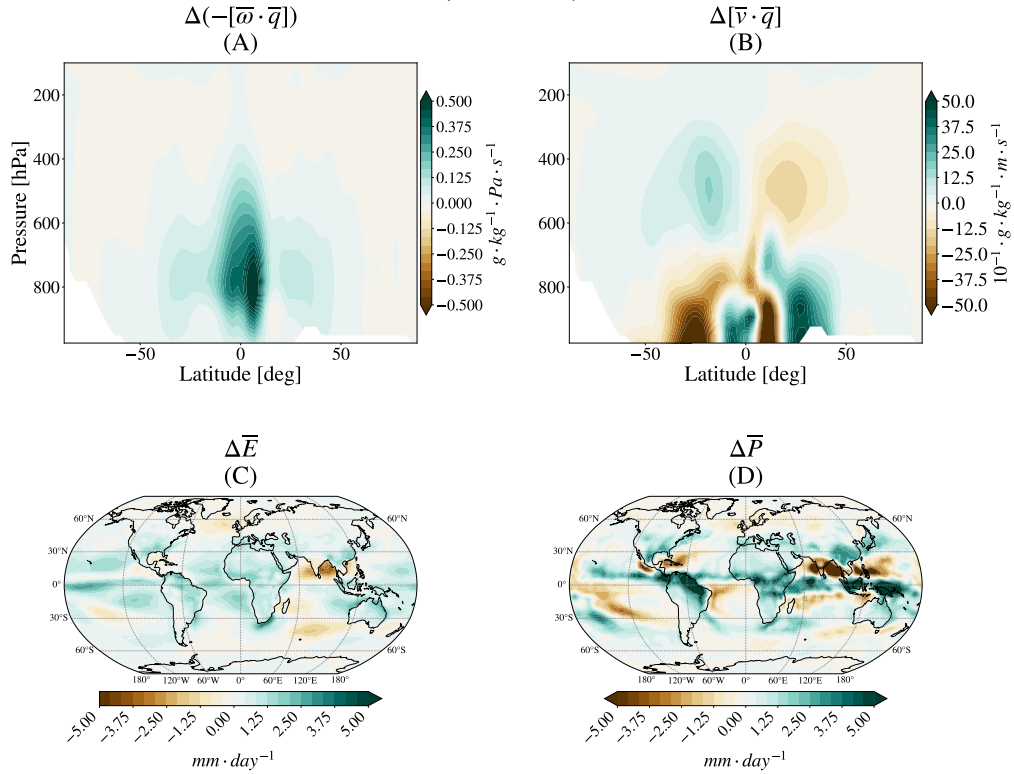 Δ(−[ω̅ · q̅])
(A)
Pressure [hPa]
200
400
600
800
−50
0
50
Latitude [deg]
0.500
0.375
0.250
0.125
0.000
−0.125
−0.250
−0.375
−0.500
g · kg⁻¹ · Pa · s⁻¹
Δ[v̅ · q̅]
(B)
200
400
600
800
−50
0
50
Latitude [deg]
50.0
37.5
25.0
12.5
0.0
−12.5
−25.0
−37.5
−50.0
10⁻¹ · g · kg⁻¹ · m · s⁻¹
ΔE̅
(C)
60°N
60°N
30°N
30°N
0°
0°
30°S
30°S
60°S
60°S
180°
120°W
60°W
0°
60°E
120°E
180°
−5.00
−3.75
−2.50
−1.25
0.00
1.25
2.50
3.75
5.00
mm · day⁻¹
ΔP̅
(D)
60°N
60°N
30°N
30°N
0°
0°
30°S
30°S
60°S
60°S
180°
120°W
60°W
0°
60°E
120°E
180°
−5.00
−3.75
−2.50
−1.25
0.00
1.25
2.50
3.75
5.00
mm · day⁻¹